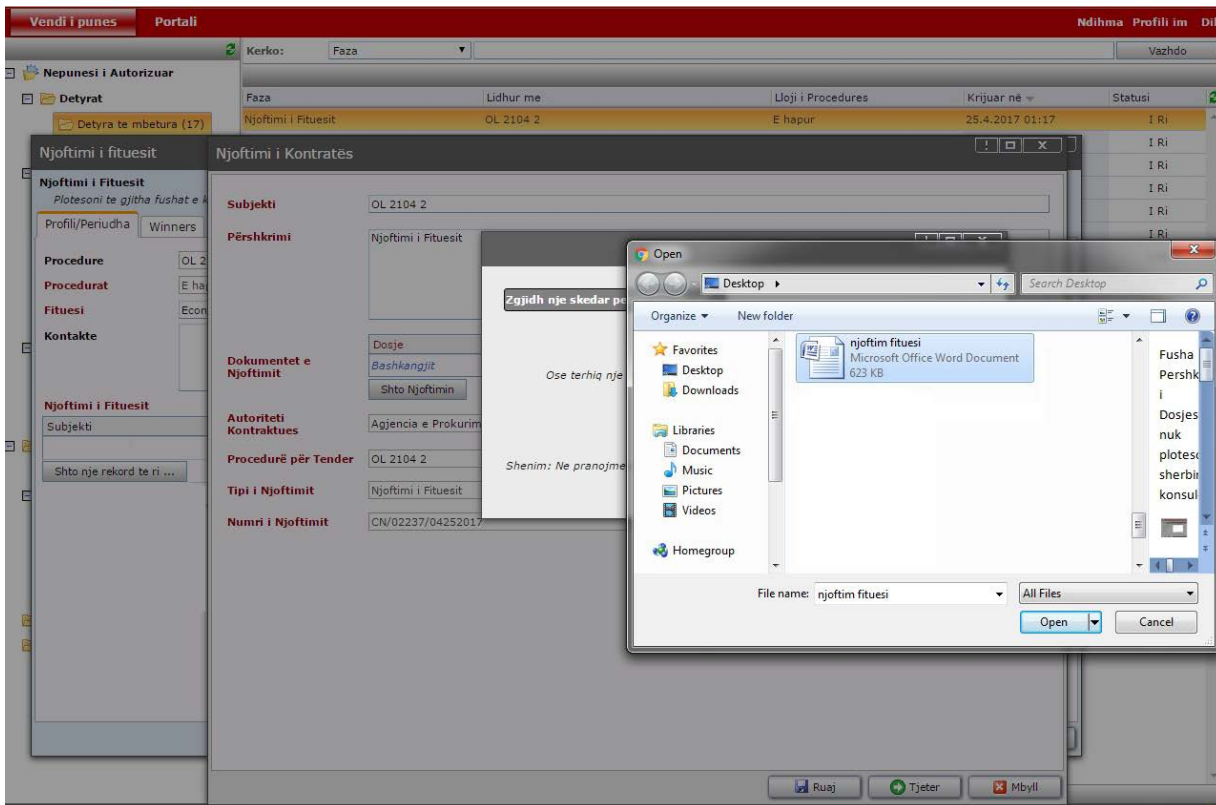 Vendi i punes Portali Ndihma Profili im
Kerko: Faza Vazhdo
Nepunesi i Autorizuar
Detyrat
Detyra te mbetura (17)
Faza Lidhur me Lloji i Procedures Krijuar në Statusi
Njoftimi i Fituesit OL 2104 2 E hapur 25.4.2017 01:17 I Ri
I Ri
I Ri
I Ri
I Ri
I Ri
Njoftimi i fituesit
Njoftimi i Fituesit
Plotesoni te gjitha fushat e
Profili/Periudha Winners
Procedure OL 2
Procedurat E ha
Fituesi Econ
Kontakte
Njoftimi i Fituesit
Subjekti
Shto nje rekord te ri ...
Njoftimi i Kontratës ! x
Subjekti OL 2104 2
Përshkrimi Njoftimi i Fituesit
Dokumentet e
Njoftimit
Dosje
Bashkangjit
Shto Njoftimin
Autoriteti
Kontraktues
Agjencia e Prokurim
Procedurë për Tender OL 2104 2
Tipi i Njoftimit Njoftimi i Fituesit
Numri i Njoftimit CN/02237/04252017
Ruaj Tjeter Mbyll
Zgjidh nje skedar pe
Ose terhiq nje
Shenim: Ne pranojme
Open
Desktop Search Desktop
Organize New folder
Favorites
Desktop
Downloads
Libraries
Documents
Music
Pictures
Videos
Homegroup
njoftim fituesi
Microsoft Office Word Document
623 KB
Fusha
Pershk
i
Dosjes
nuk
plotes
sherbi
konsul
File name: njoftim fituesi All Files
Open Cancel